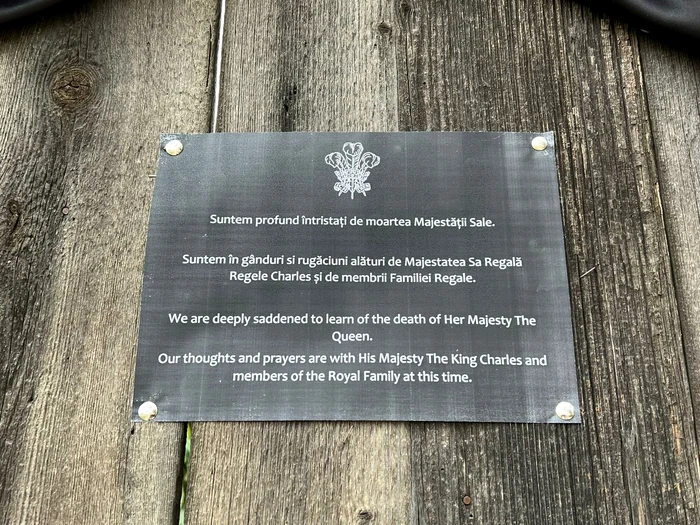 Suntem profund întristați de moartea Majestății Sale.
Suntem în gânduri si rugăciuni alături de Majestatea Sa Regală
Regele Charles și de membrii Familiei Regale.
We are deeply saddened to learn of the death of Her Majesty The
Queen.
Our thoughts and prayers are with His Majesty The King Charles and
members of the Royal Family at this time.